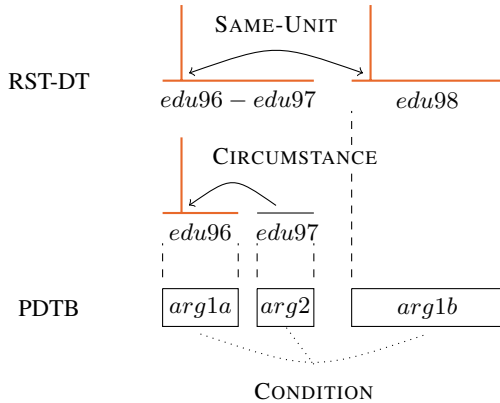 SAME-UNIT
RST-DT
edu96 − edu97
edu98
CIRCUMSTANCE
edu96
edu97
PDTB
arg1a
arg2
arg1b
CONDITION